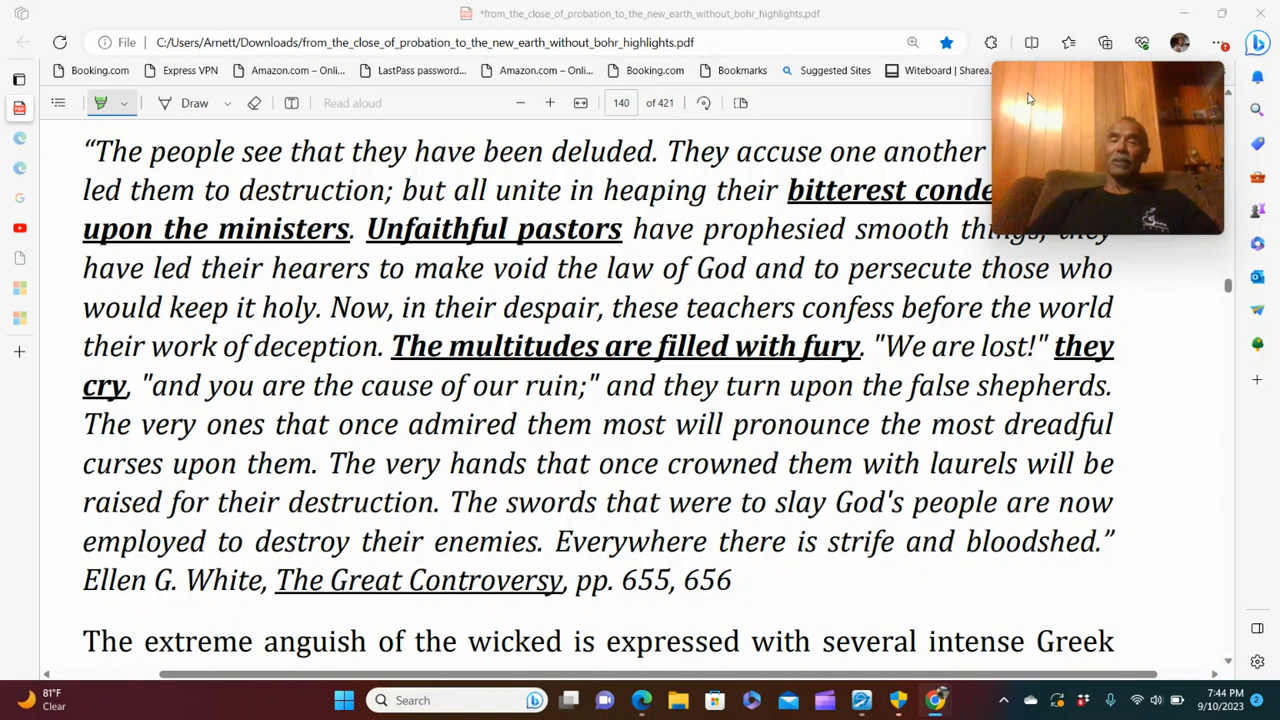 *from_the_close_of_probation_to_the_new_earth_without_bohr_highlights.pdf
File C:/Users/Arnett/Downloads/from_the_close_of_probation_to_the_new_earth_without_bohr_highlights.pdf
Booking.com Express VPN Amazon.com – Onli... LastPass password... Amazon.com – Onli... Booking.com Bookmarks Suggested Sites Witeboard | Sharea...
Draw Read aloud 140 of 421
“The people see that they have been deluded. They accuse one another
led them to destruction; but all unite in heaping their bitterest conde
upon the ministers. Unfaithful pastors have prophesied smooth things; they
have led their hearers to make void the law of God and to persecute those who
would keep it holy. Now, in their despair, these teachers confess before the world
their work of deception. The multitudes are filled with fury. "We are lost!" they
cry, "and you are the cause of our ruin;" and they turn upon the false shepherds.
The very ones that once admired them most will pronounce the most dreadful
curses upon them. The very hands that once crowned them with laurels will be
raised for their destruction. The swords that were to slay God's people are now
employed to destroy their enemies. Everywhere there is strife and bloodshed.”
Ellen G. White, The Great Controversy, pp. 655, 656
The extreme anguish of the wicked is expressed with several intense Greek
81°F
Clear
Search
7:44 PM
9/10/2023
2